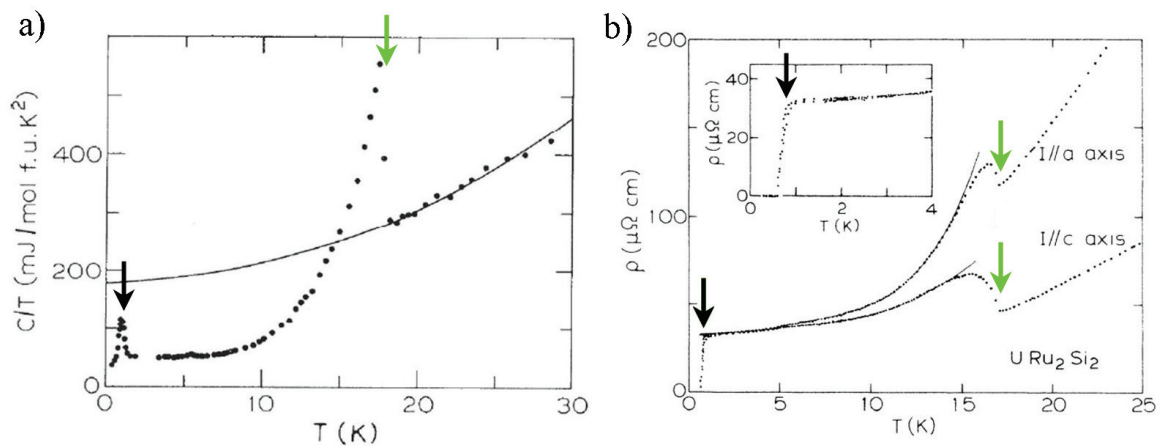 a)
C/T (mJ/mol f.u.K²)
400
200
0
0
10
20
30
T (K)
b)
ρ (μΩ cm)
200
100
0
0
5
10
15
20
25
T (K)
ρ (μΩ cm)
40
20
0
0
2
4
T (K)
I//a axis
I//c axis
U Ru₂ Si₂